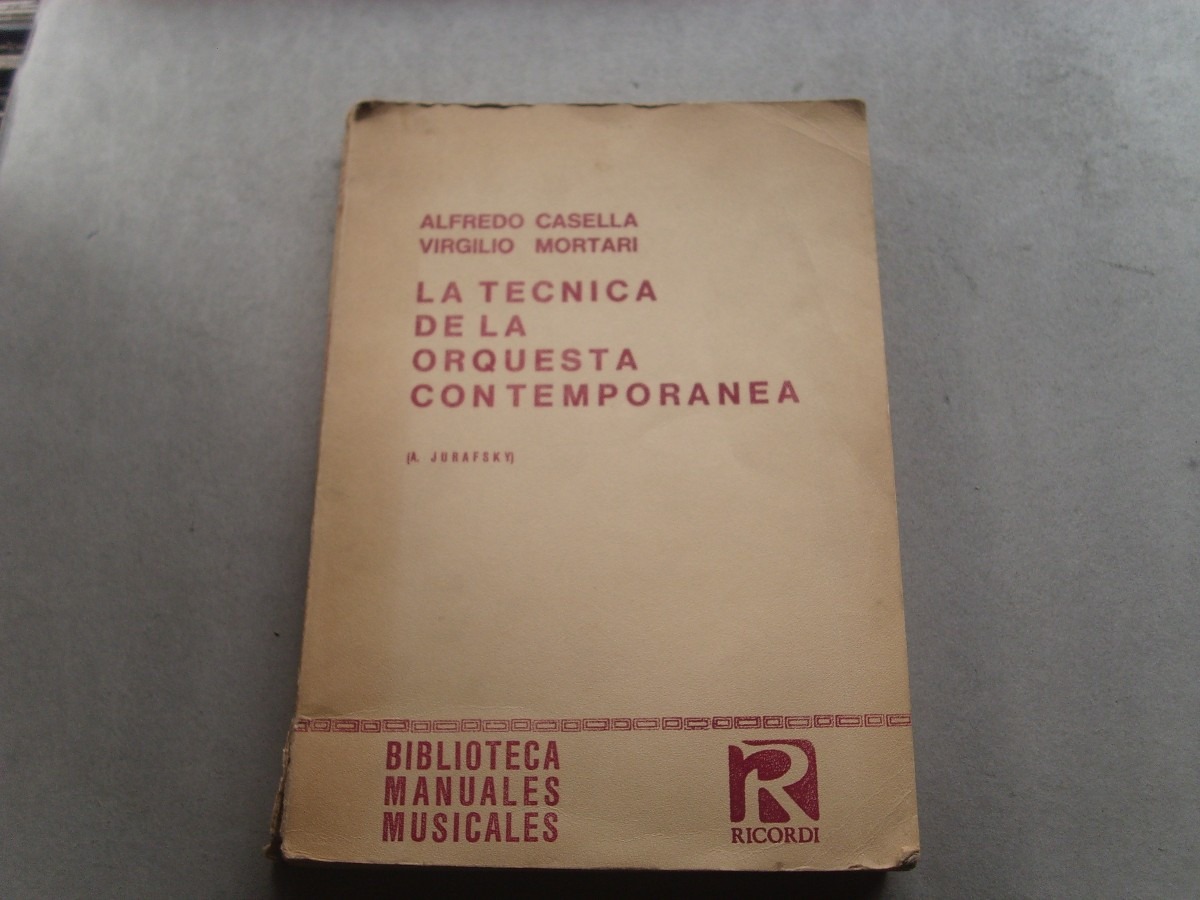 ALFREDO CASELLA
VIRGILIO MORTARI
LA TECNICA
DE LA
ORQUESTA
CONTEMPORANEA
(A. JURAFSKY)
BIBLIOTECA
MANUALES
MUSICALES
R
RICORDI